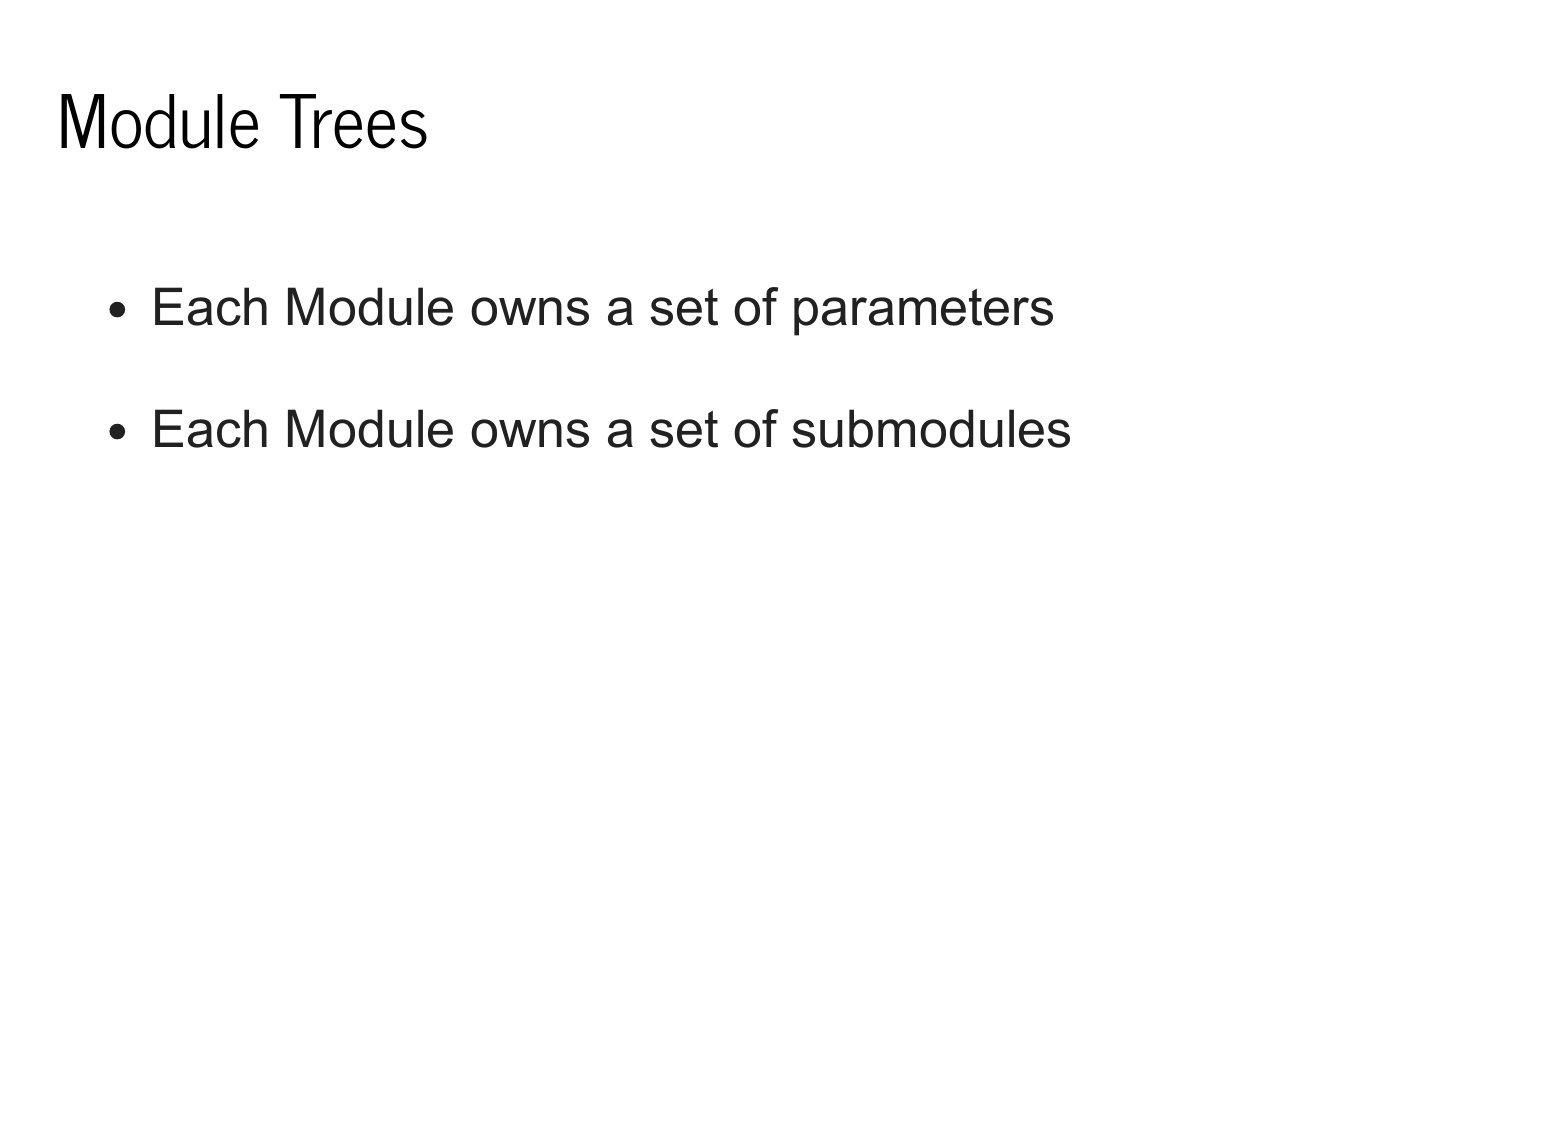 Module Trees
• Each Module owns a set of parameters
• Each Module owns a set of submodules